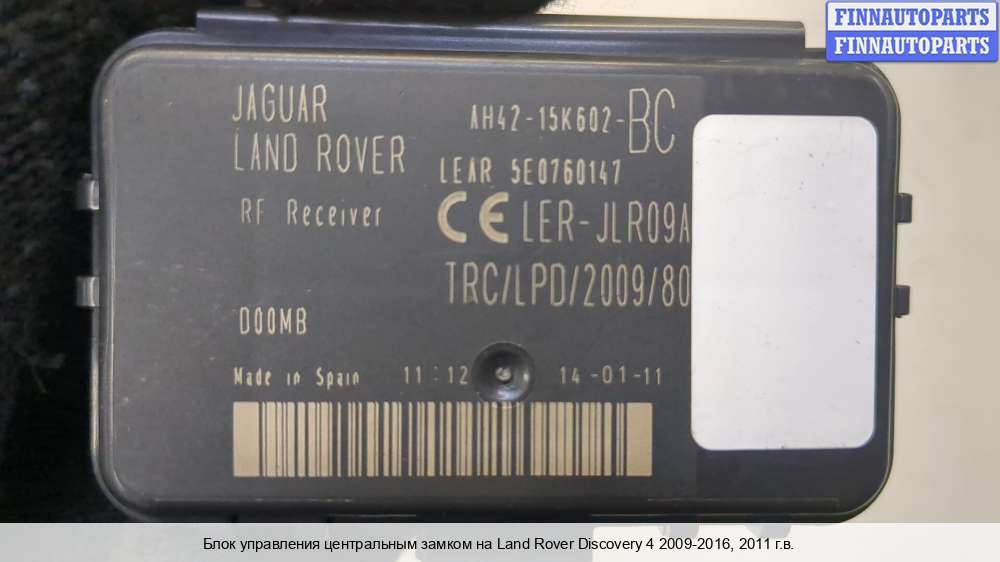 FINNAUTOPARTS
FINNAUTOPARTS
JAGUAR
LAND ROVER
AH42-15K602-BC
LEAR 5E0760147
RF Receiver
CE LER-JLR09A
TRC/LPD/2009/80
D00MB
Made in Spain 11:12 14-01-11
Блок управления центральным замком на Land Rover Discovery 4 2009-2016, 2011 г.в.